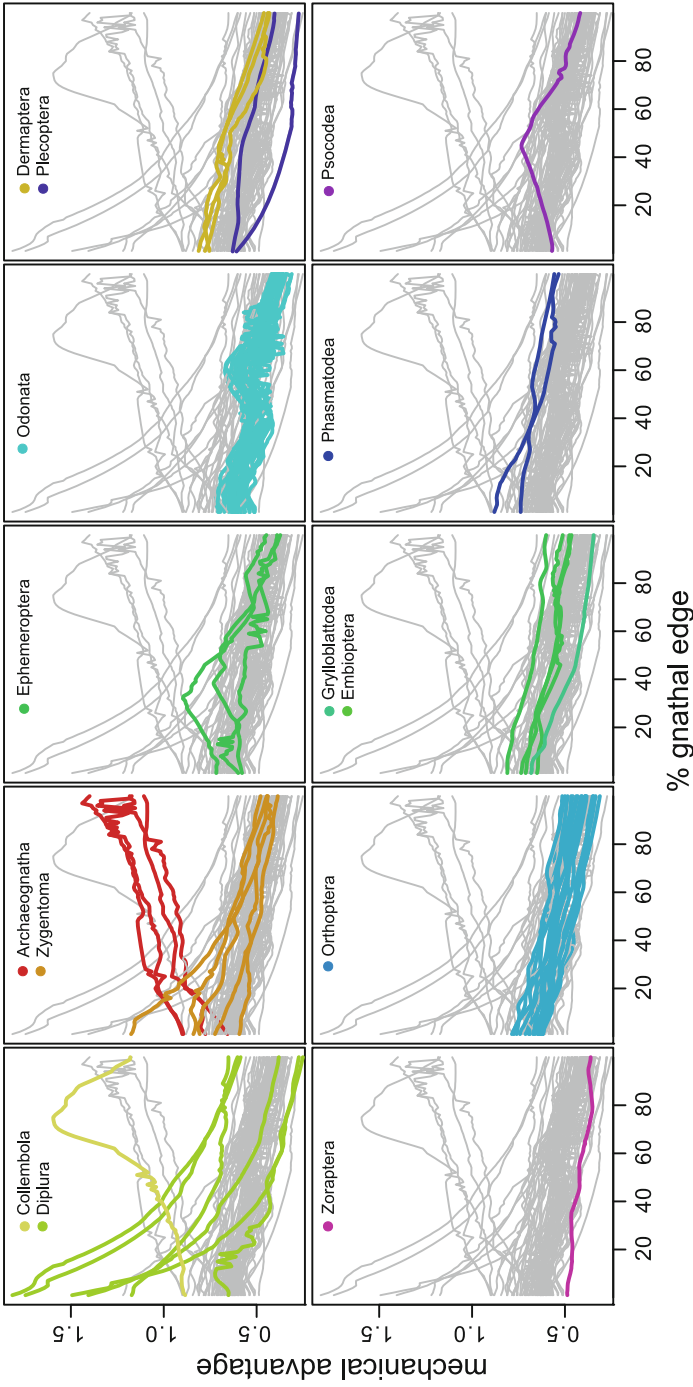 mechanical advantage
1.5
1.0
0.5
Collembola
Diplura
Archaeognatha
Zygentoma
Ephemeroptera
Odonata
Dermaptera
Plecoptera
1.5
1.0
0.5
Zoraptera
Orthoptera
Grylloblattodea
Embioptera
Phasmatodea
Psocodea
20 40 60 80
20 40 60 80
20 40 60 80
20 40 60 80
20 40 60 80
% gnathal edge